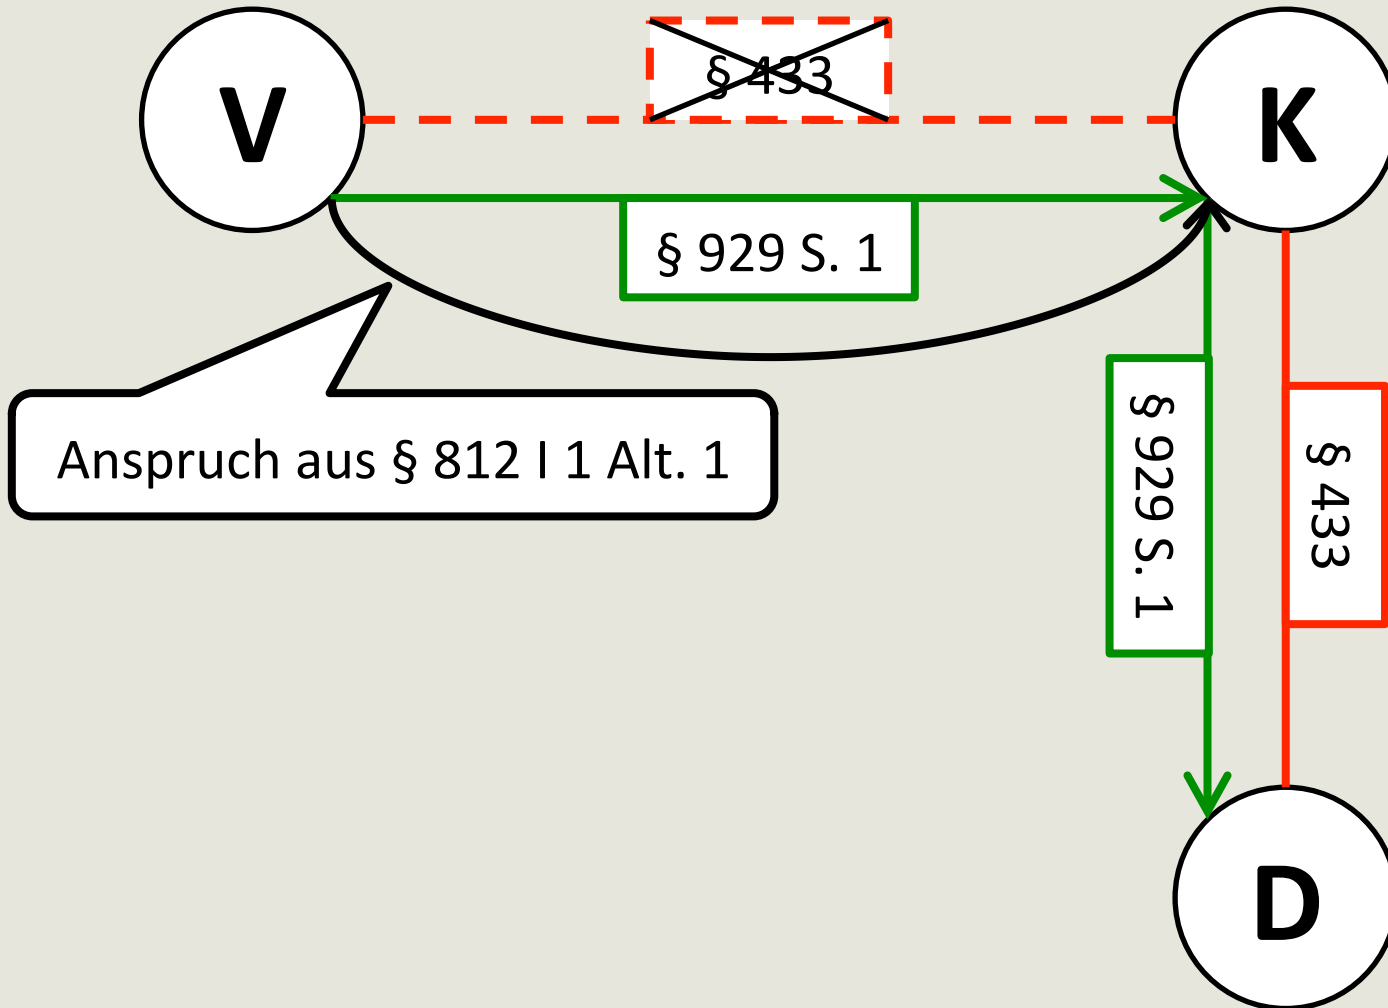 V
§ 433
K
§ 929 S. 1
Anspruch aus § 812 I 1 Alt. 1
§ 929 S. 1
§ 433
D